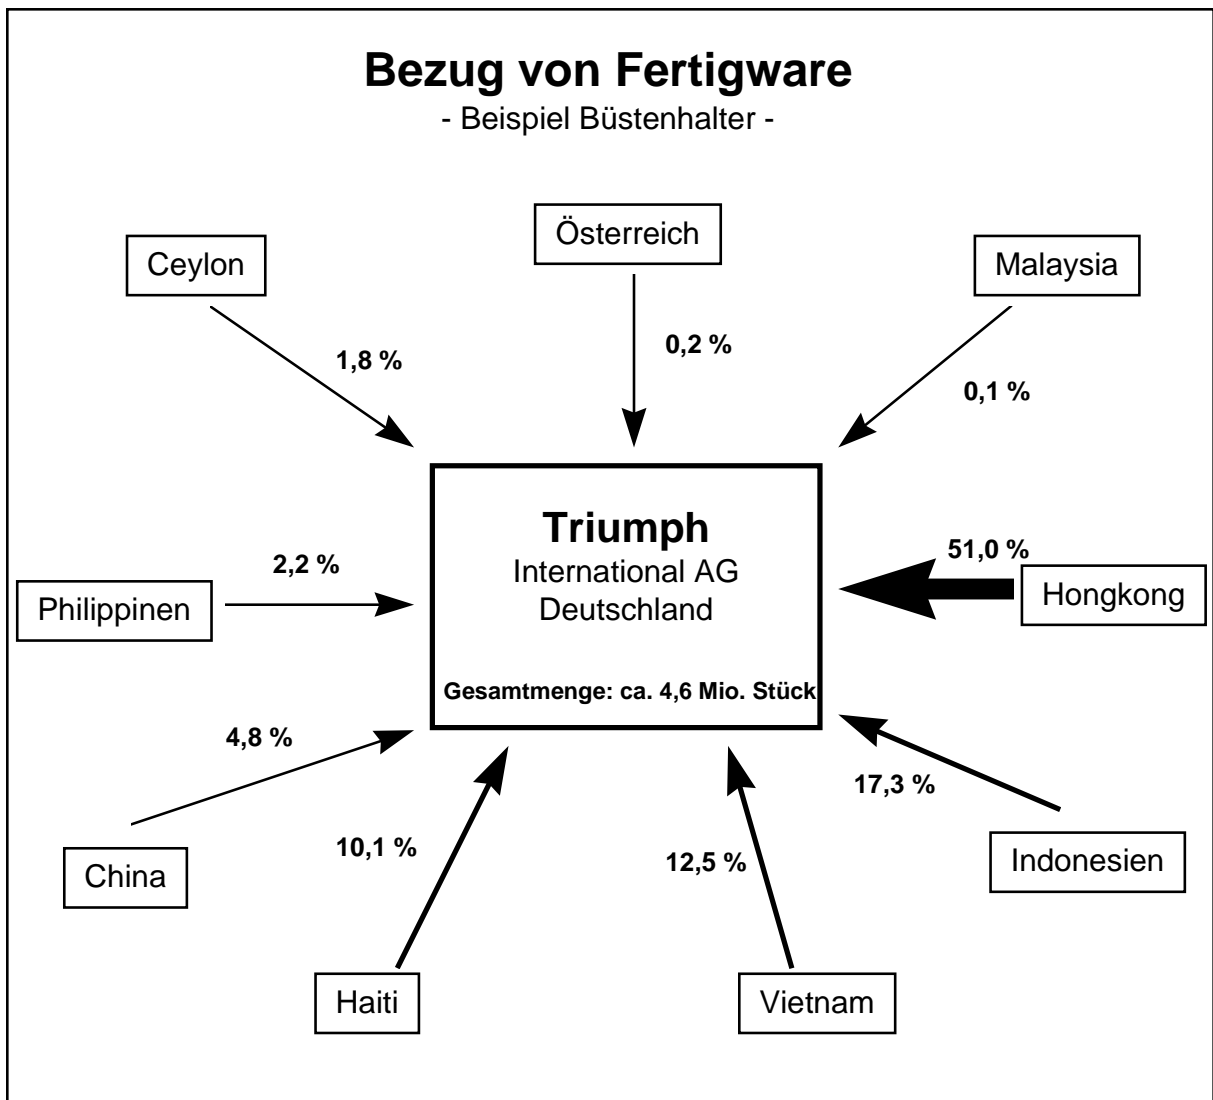 Bezug von Fertigware
- Beispiel Büstenhalter -
Österreich
Ceylon
Malaysia
1,8 %
0,2 %
0,1 %
Triumph
International AG
Deutschland
Gesamtmenge: ca. 4,6 Mio. Stück
2,2 %
Philippinen
51,0 %
Hongkong
4,8 %
China
10,1 %
Haiti
12,5 %
Vietnam
17,3 %
Indonesien